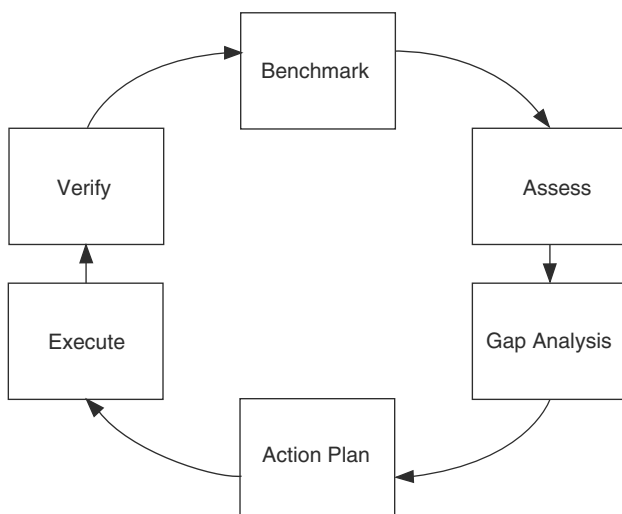 Benchmark
Assess
Gap Analysis
Action Plan
Execute
Verify